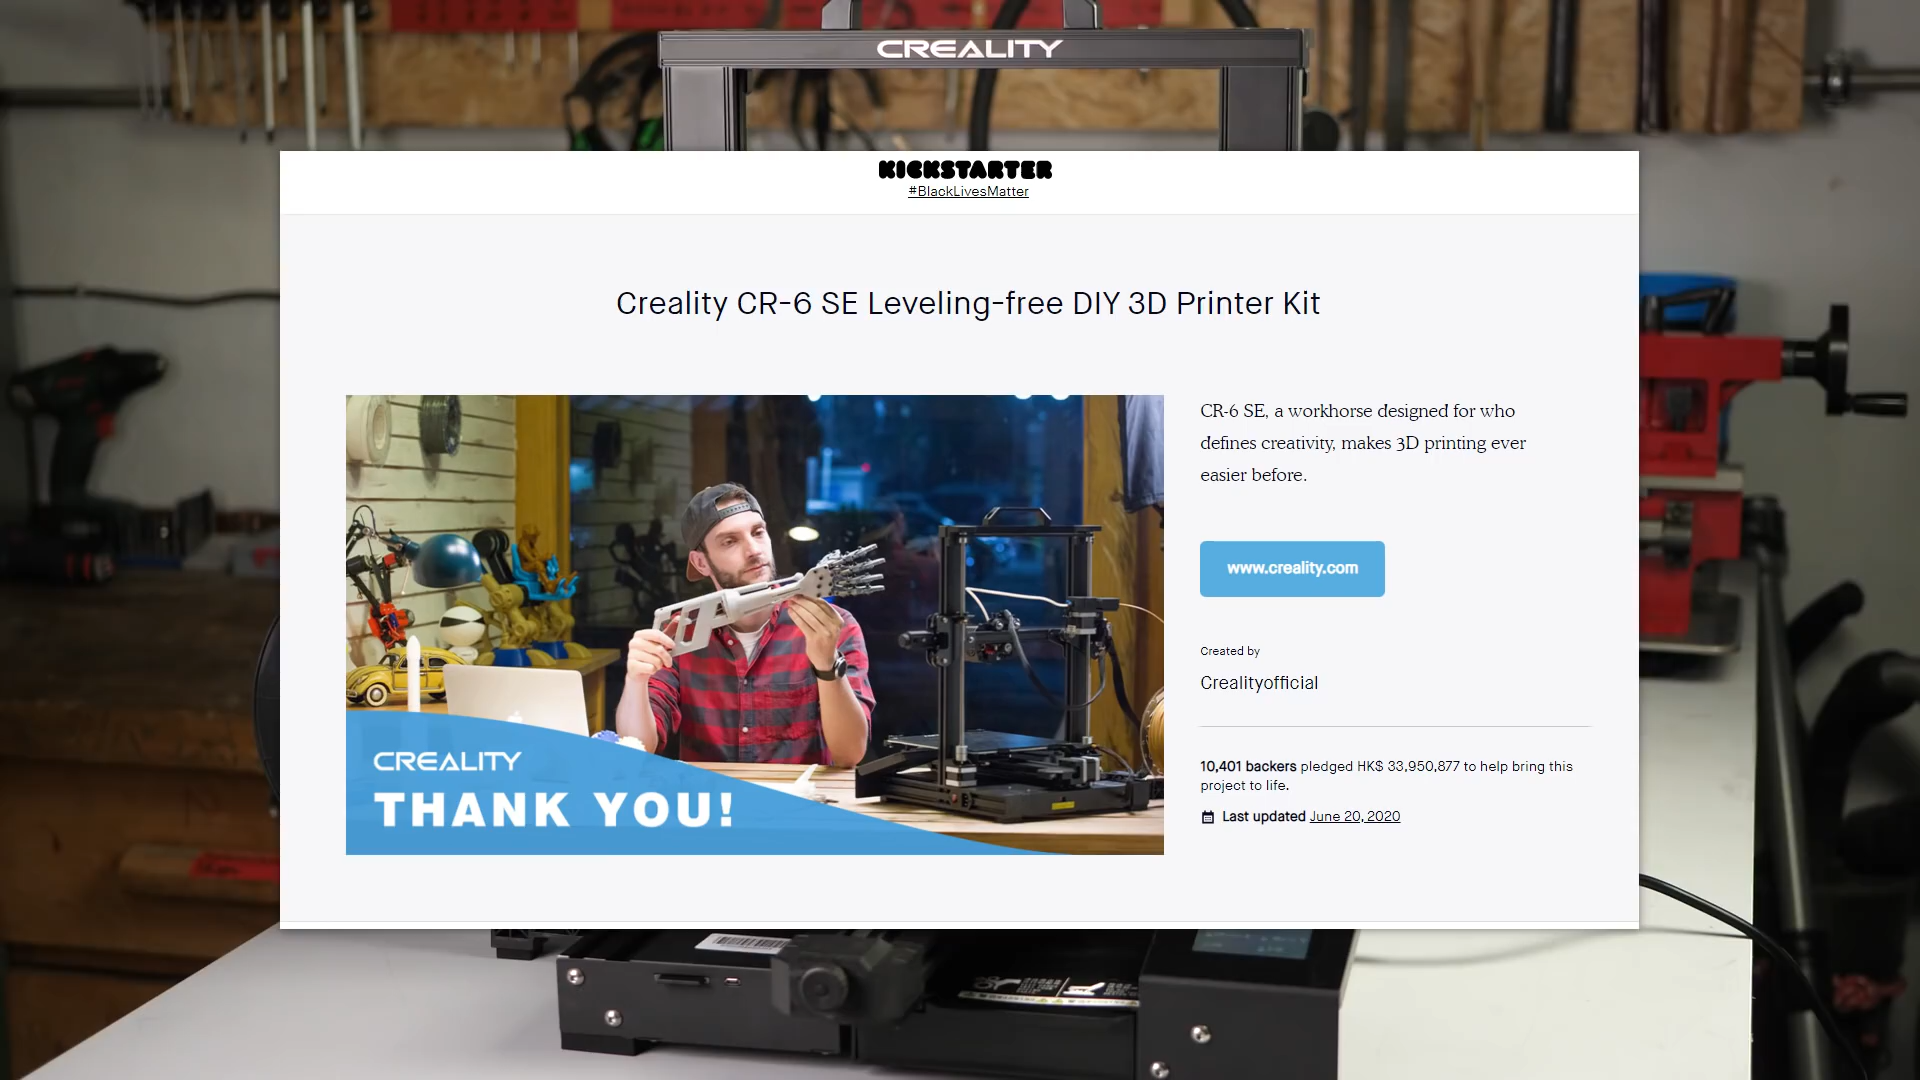 CREALITY
KICKSTARTER
#BlackLivesMatter
Creality CR-6 SE Leveling-free DIY 3D Printer Kit
CR-6 SE, a workhorse designed for who
defines creativity, makes 3D printing ever
easier before.
www.creality.com
Created by
Crealityofficial
10,401 backers pledged HK$ 33,950,877 to help bring this
project to life.
Last updated June 20, 2020
CREALITY
THANK YOU!